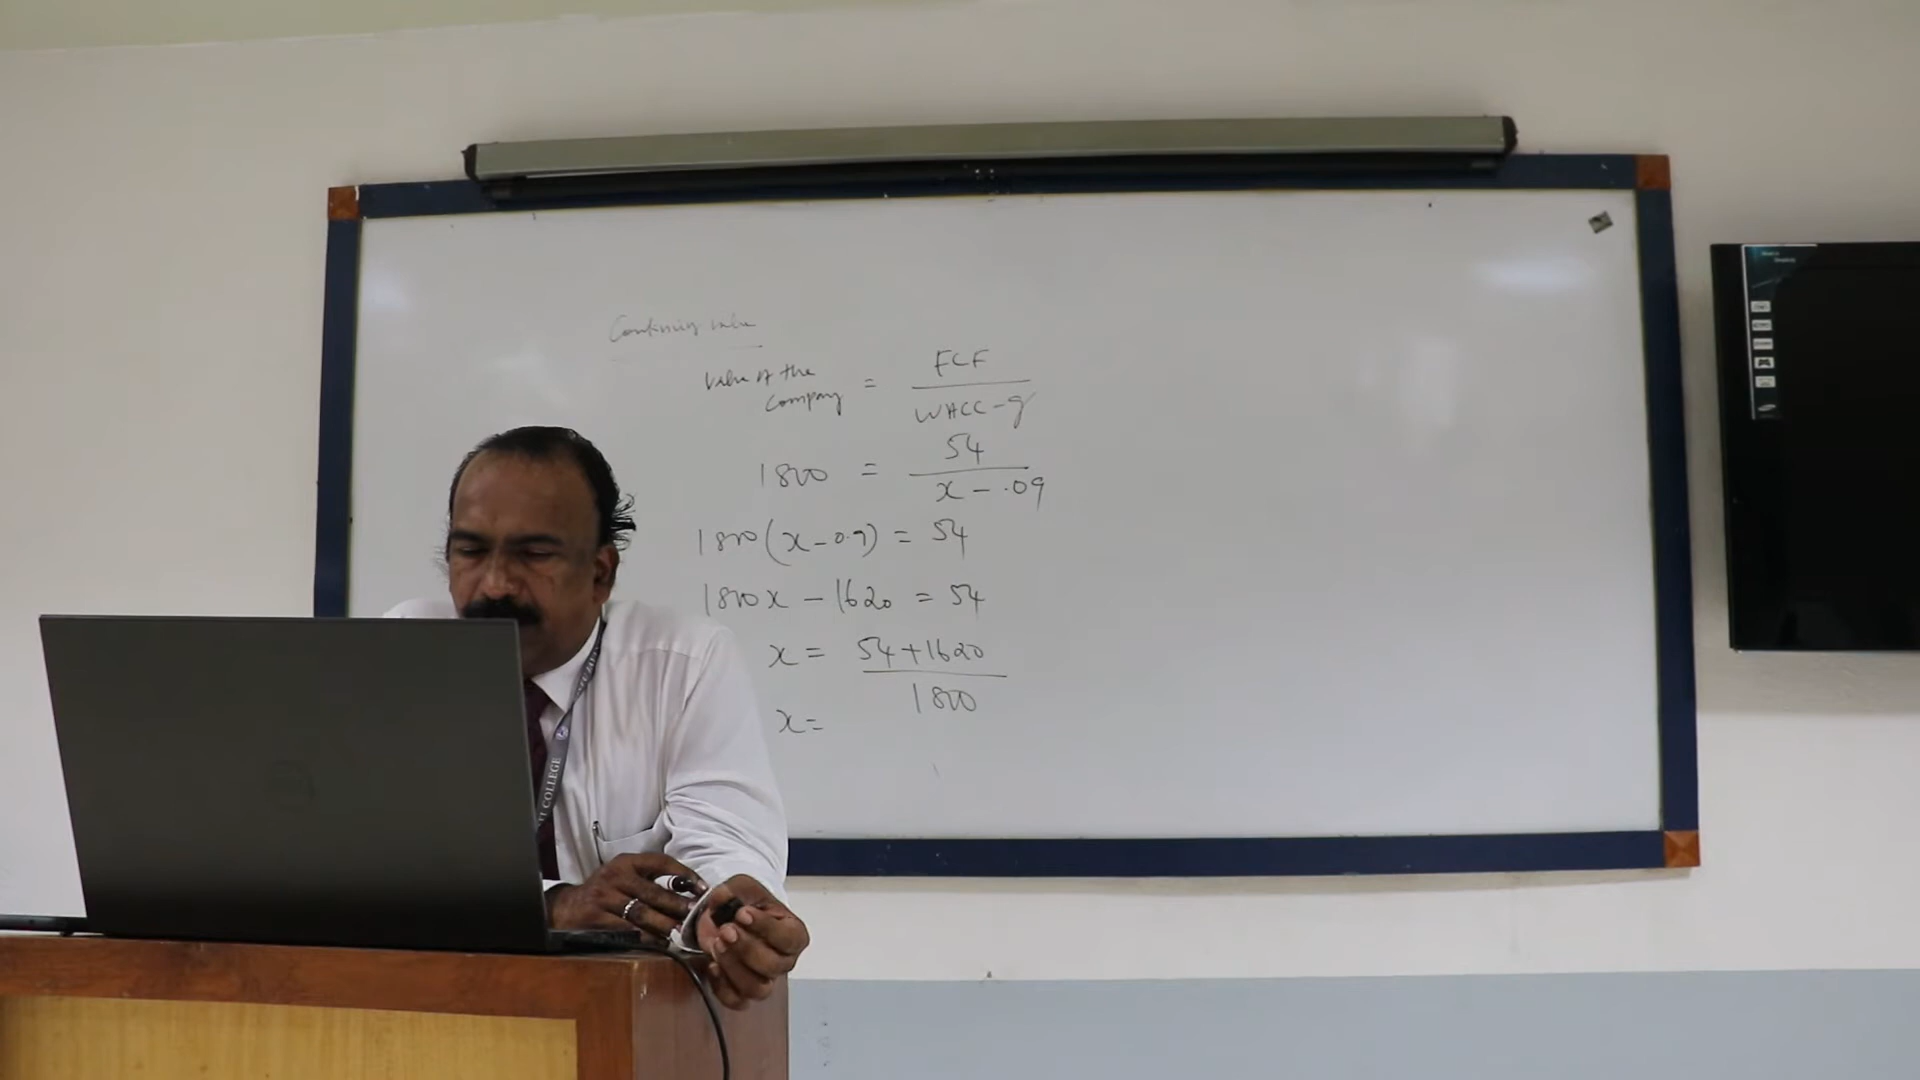 Continuing value
Value of the company = FCF / WACC - g
1800 = 54 / x - .09
1800 (x - 0.9) = 54
1800x - 1620 = 54
x = 54 + 1620 / 1800
x =
COLLEGE